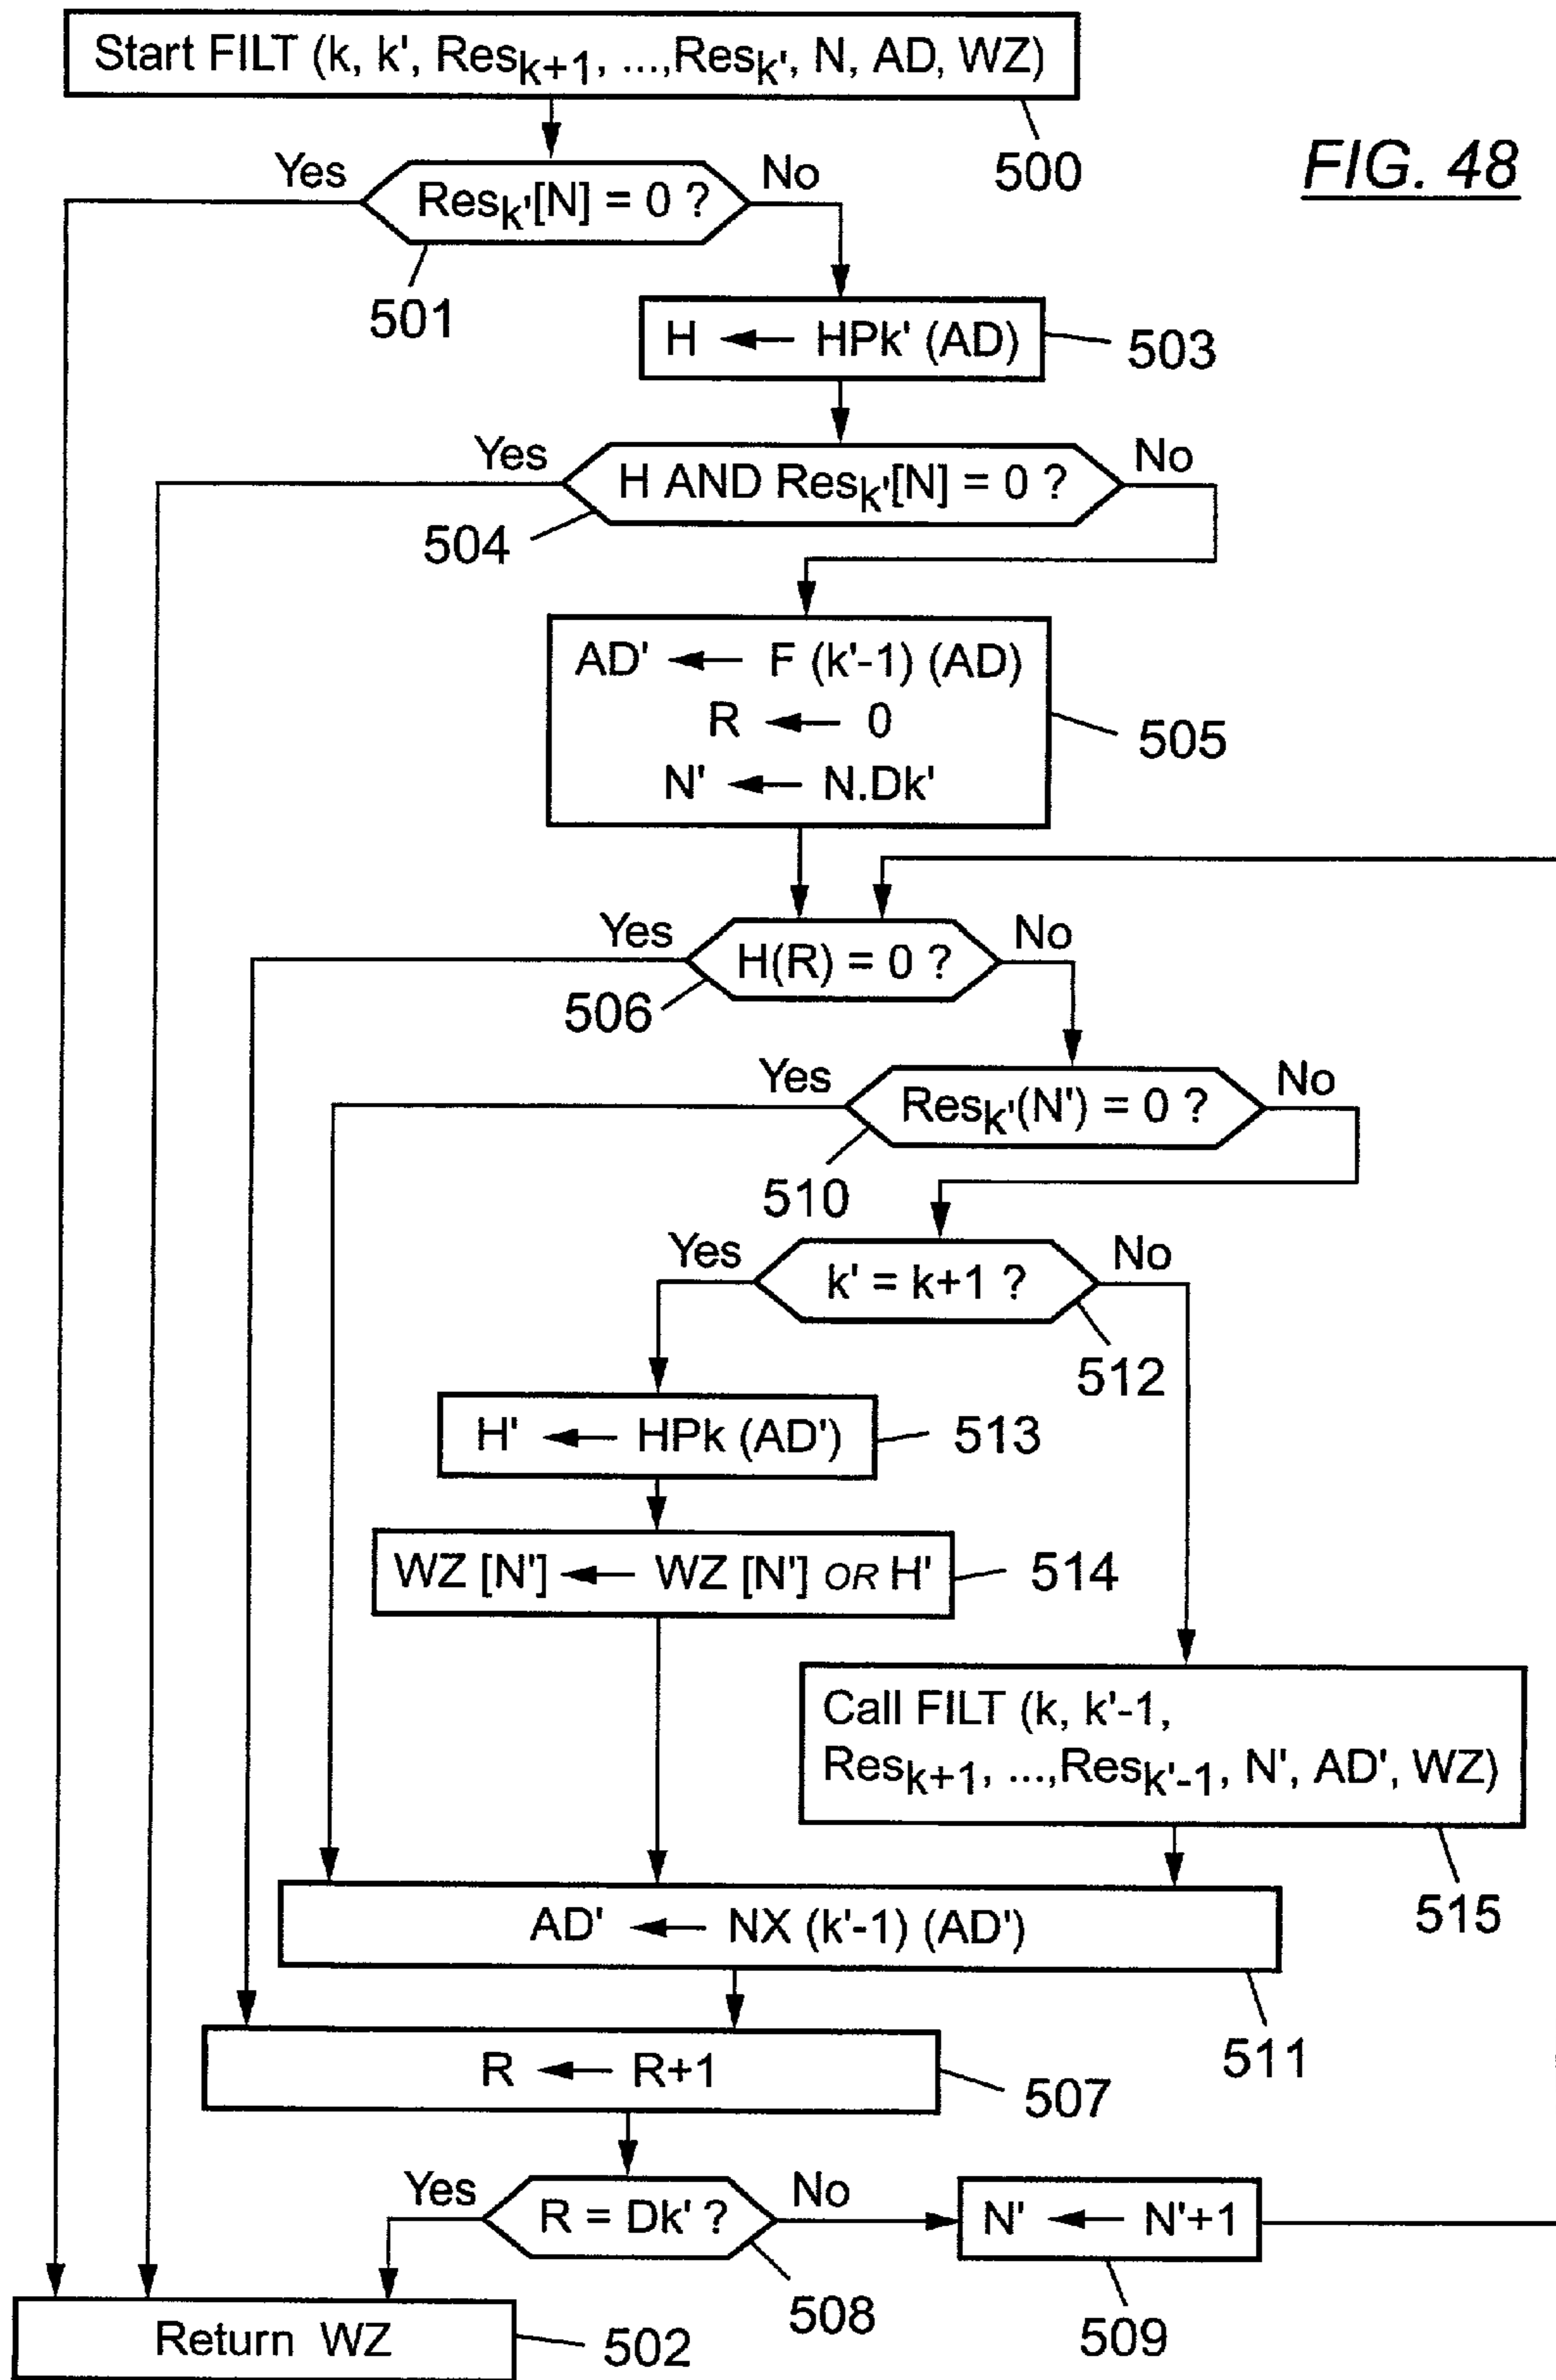 Start FILT (k, k', Resk+1, ...,Resk', N, AD, WZ)
500
FIG. 48
Yes
No
Resk'[N] = 0 ?
501
H ← HPk' (AD)
503
Yes
No
H AND Resk'[N] = 0 ?
504
AD' ← F (k'-1) (AD)
R ← 0
N' ← N.Dk'
505
Yes
No
H(R) = 0 ?
506
Yes
No
Resk'(N') = 0 ?
510
Yes
No
k' = k+1 ?
512
H' ← HPk (AD')
513
WZ [N'] ← WZ [N'] OR H'
514
Call FILT (k, k'-1,
Resk+1, ...,Resk'-1, N', AD', WZ)
515
AD' ← NX (k'-1) (AD')
511
R ← R+1
507
Yes
No
R = Dk' ?
508
N' ← N'+1
509
Return WZ
502